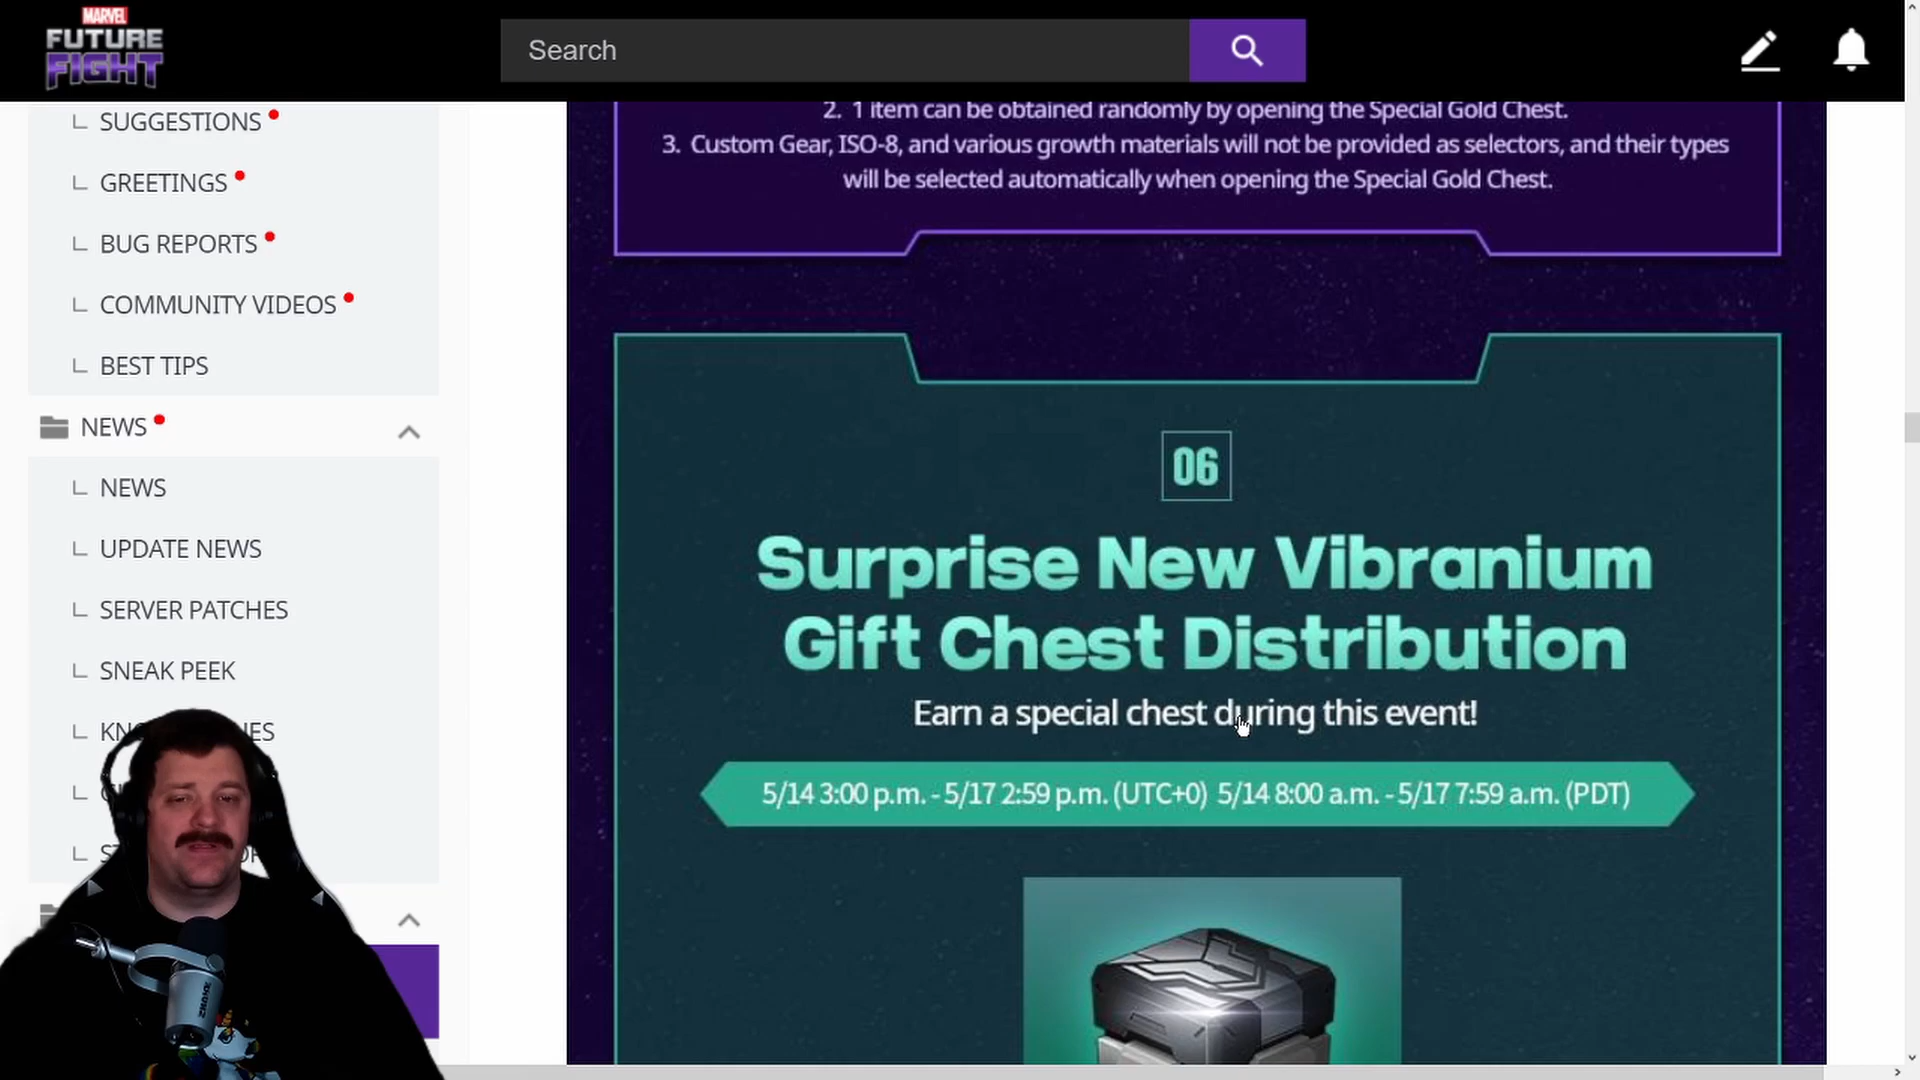 MARVEL
FUTURE
FIGHT
Search
SUGGESTIONS
GREETINGS
BUG REPORTS
COMMUNITY VIDEOS
BEST TIPS
NEWS
NEWS
UPDATE NEWS
SERVER PATCHES
SNEAK PEEK
2. 1 item can be obtained randomly by opening the Special Gold Chest.
3. Custom Gear, ISO-8, and various growth materials will not be provided as selectors, and their types
will be selected automatically when opening the Special Gold Chest.
06
Surprise New Vibranium
Gift Chest Distribution
Earn a special chest during this event!
5/14 3:00 p.m. - 5/17 2:59 p.m. (UTC+0) 5/14 8:00 a.m. - 5/17 7:59 a.m. (PDT)